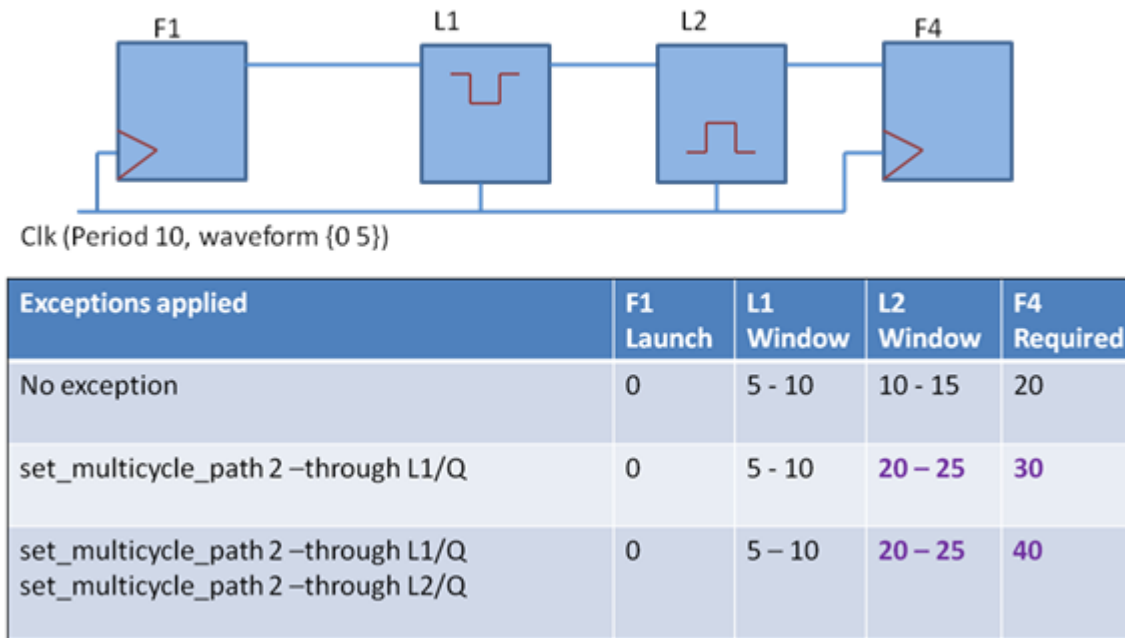 F1 L1 L2 F4
Clk (Period 10, waveform {0 5})
Exceptions applied F1 Launch L1 Window L2 Window F4 Required
No exception 0 5 - 10 10 - 15 20
set_multicycle_path 2 –through L1/Q 0 5 - 10 20 – 25 30
set_multicycle_path 2 –through L1/Q 0 5 – 10 20 – 25 40
set_multicycle_path 2 –through L2/Q